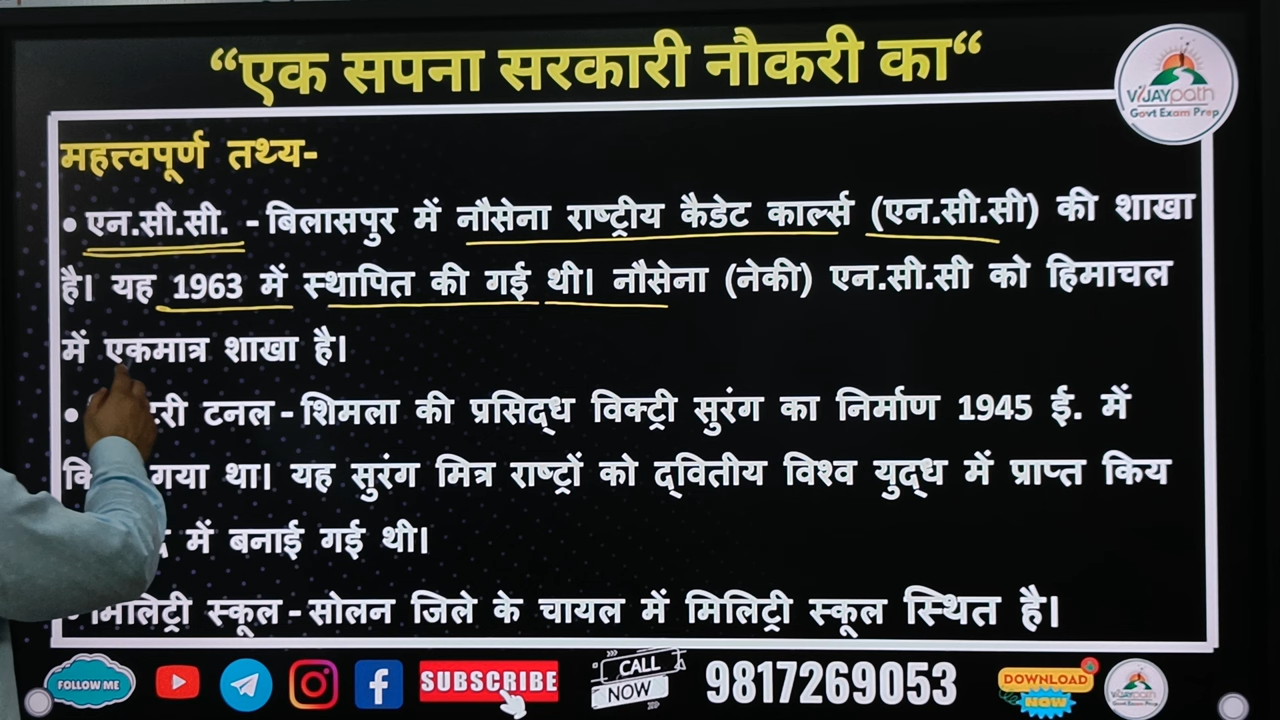 “एक सपना सरकारी नौकरी का“
VIJAYpath
Govt Exam Prep
महत्त्वपूर्ण तथ्य-
• एन.सी.सी. - बिलासपुर में नौसेना राष्ट्रीय कैडेट कार्ल्स (एन.सी.सी) की शाखा
है। यह 1963 में स्थापित की गई थी। नौसेना (नेकी) एन.सी.सी को हिमाचल
में एकमात्र शाखा है।
• टनल - शिमला की प्रसिद्ध विक्ट्री सुरंग का निर्माण 1945 ई. में
गया था। यह सुरंग मित्र राष्ट्रों को द्वितीय विश्व युद्ध में प्राप्त किय
में बनाई गई थी।
• मिलिट्री स्कूल - सोलन जिले के चायल में मिलिट्री स्कूल स्थित है।
FOLLOW ME
SUBSCRIBE
CALL
NOW
9817269053
DOWNLOAD
NOW
VIJAYpath